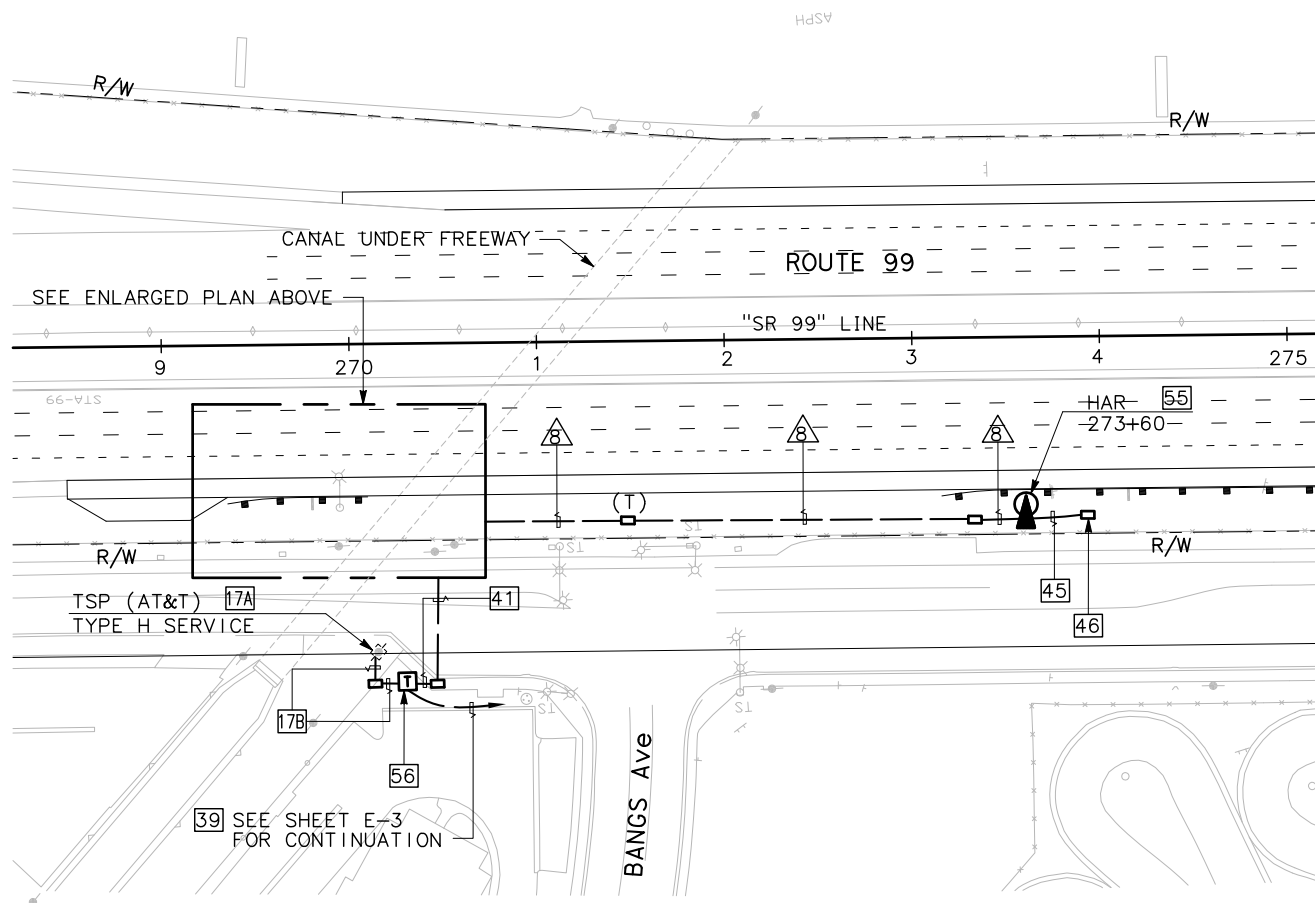 ASPH
R/W
R/W
CANAL UNDER FREEWAY
ROUTE 99
SEE ENLARGED PLAN ABOVE
"SR 99" LINE
9
270
1
2
3
4
275
STA-99
HAR
55
273+60
8
8
8
(T)
ST
ST
R/W
R/W
TSP (AT&T)
17A
TYPE H SERVICE
41
45
46
T
17B
ST
ST
56
39
SEE SHEET E-3
FOR CONTINUATION
BANGS Ave